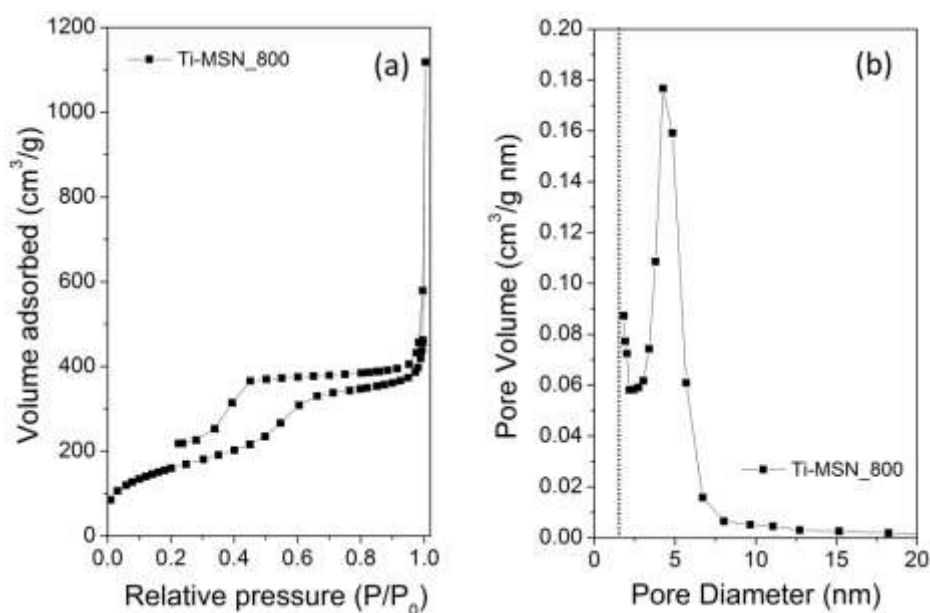 1200
1000
800
600
400
200
0
Volume adsorbed (cm³/g)
Ti-MSN_800
(a)
0.0 0.2 0.4 0.6 0.8 1.0
Relative pressure (P/P₀)
0.20
0.18
0.16
0.14
0.12
0.10
0.08
0.06
0.04
0.02
0.00
Pore Volume (cm³/g nm)
(b)
Ti-MSN_800
0 5 10 15 20
Pore Diameter (nm)